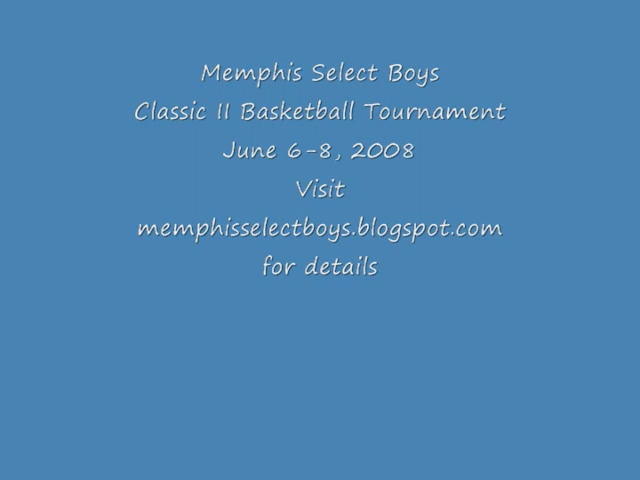 Memphis Select Boys
Classic II Basketball Tournament
June 6-8, 2008
Visit
memphisselectboys.blogspot.com
for details